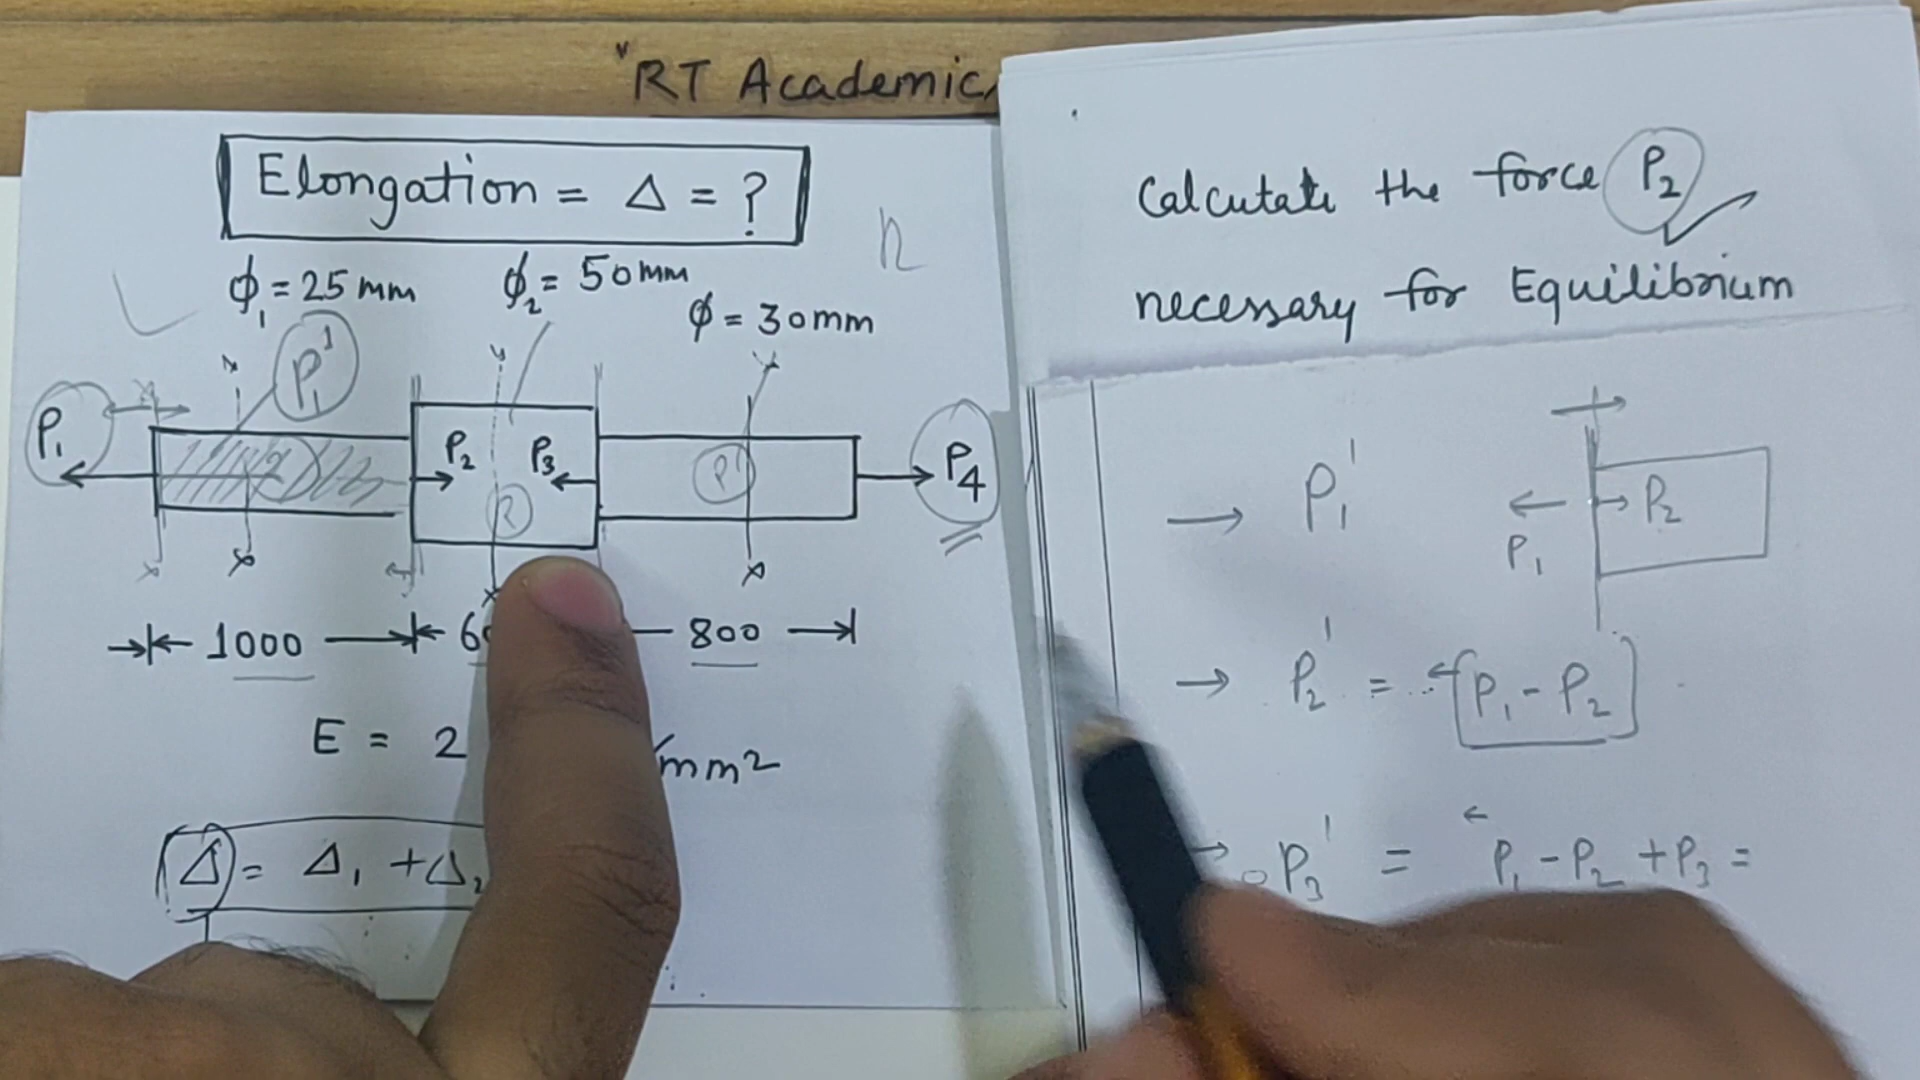 "RT Academic
Elongation = Δ = ?
ϕ₁ = 25 mm
ϕ₂ = 50 mm
ϕ = 30 mm
P₁'
P₁
P₂
P₃
P'
P₄
1000
800
E = 2
/mm²
Δ = Δ₁ + Δ₂
Calcutate the force P₂
necessary for Equilibrium
→ P₁'
P₁
P₂
→ P₂' = [P₁ - P₂]
→ P₃' = P₁ - P₂ + P₃ =